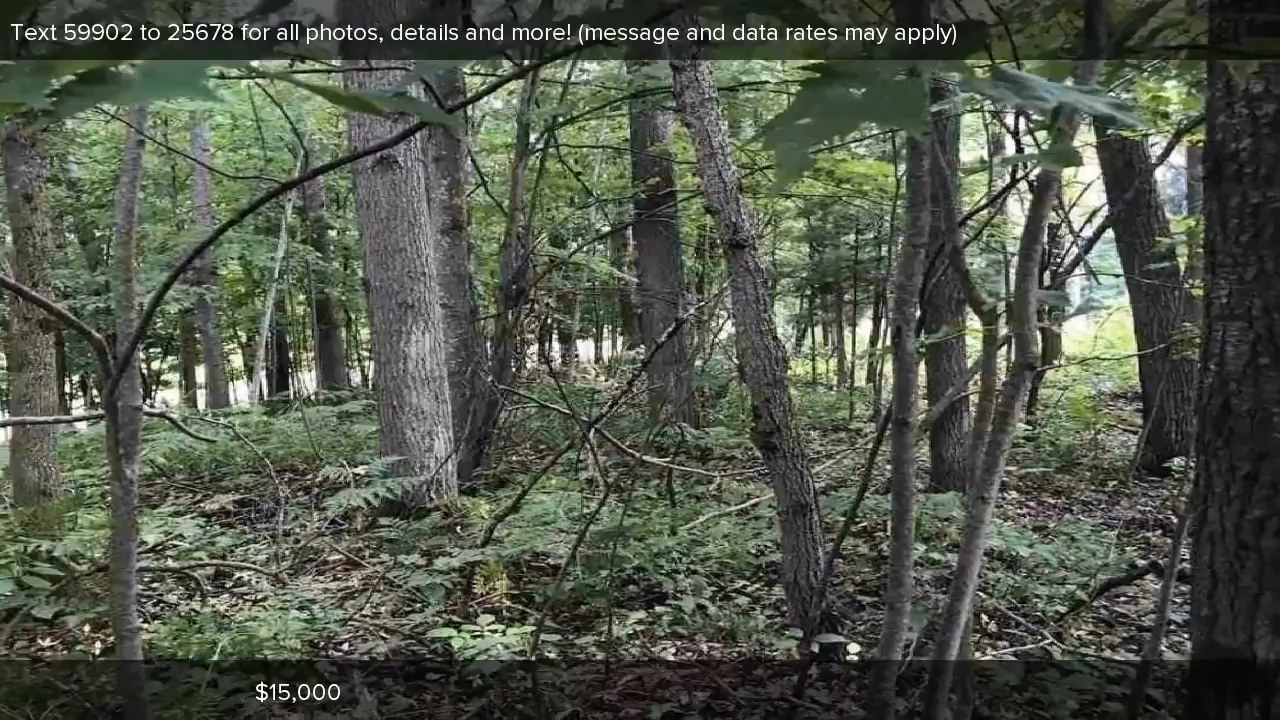 Text 59902 to 25678 for all photos, details and more! (message and data rates may apply)
$15,000